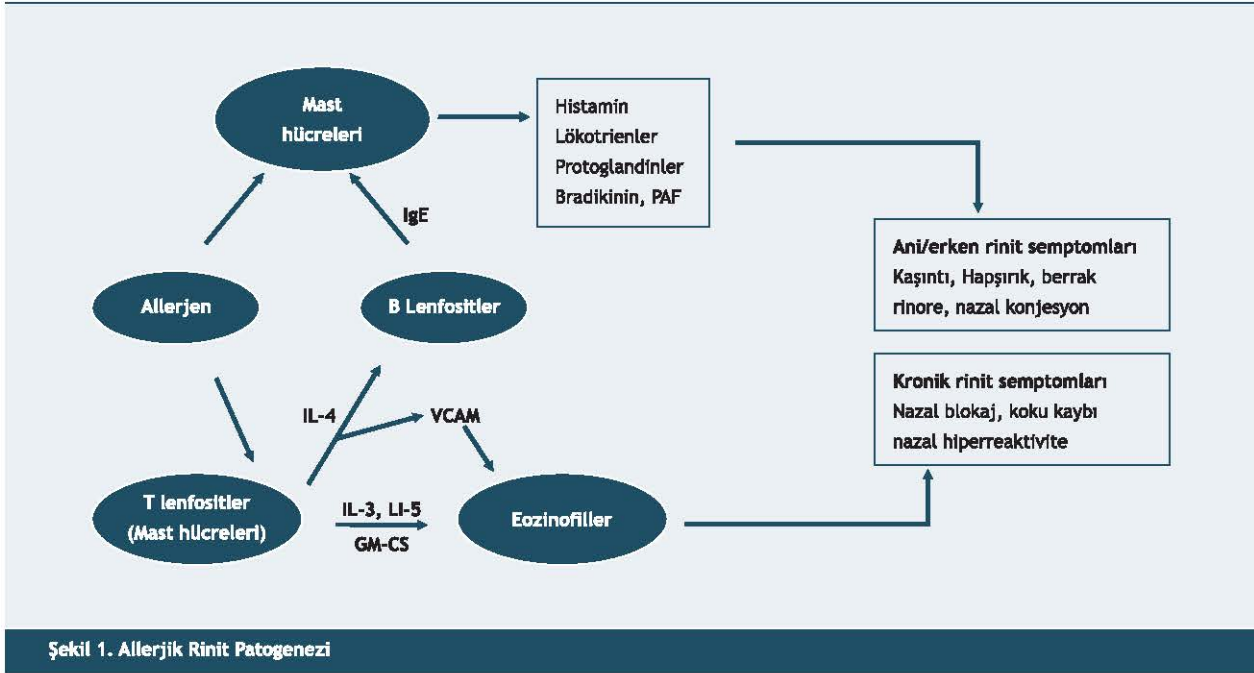 Mast
hücreleri
Histamin
Lökotrienler
Protoglandinler
Bradikinin, PAF
IgE
Ani/erken rinit semptomları
Kaşıntı, Hapşırık, berrak
rinore, nazal konjesyon
Allerjen
B Lenfositler
Kronik rinit semptomları
Nazal blokaj, koku kaybı
nazal hiperreaktivite
IL-4
VCAM
T lenfositler
(Mast hücreleri)
IL-3, LI-5
GM-CS
Eozinofiller
Şekil 1. Allerjik Rinit Patogenezi